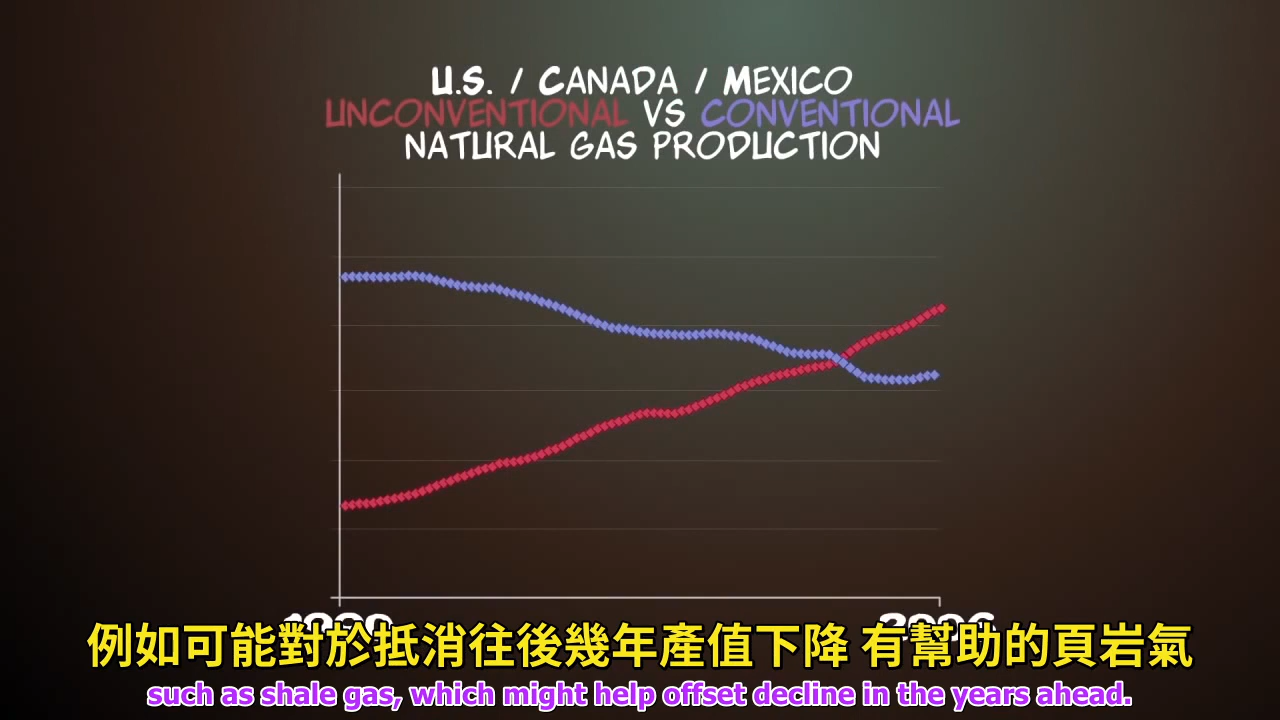 U.S. / CANADA / MEXICO
UNCONVENTIONAL VS CONVENTIONAL
NATURAL GAS PRODUCTION
例如可能對於抵消往後幾年產值下降 有幫助的頁岩氣
such as shale gas, which might help offset decline in the years ahead.